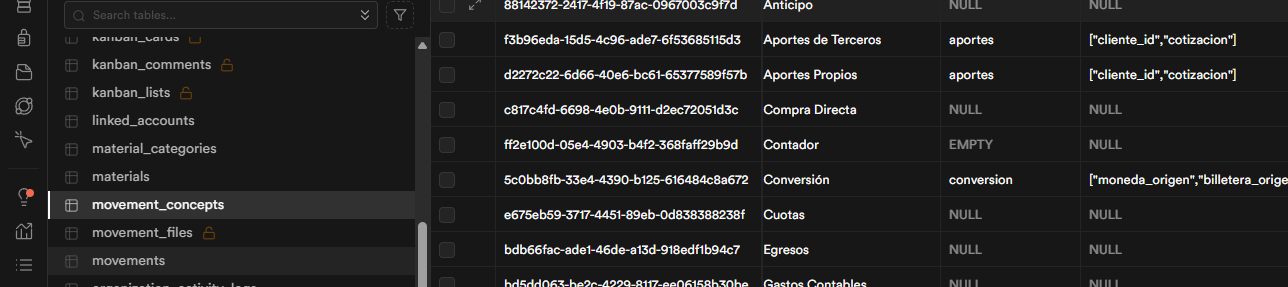 Search tables...
kanban_cards
kanban_comments
kanban_lists
linked_accounts
material_categories
materials
movement_concepts
movement_files
movements
organization_activity_logs
88142372-2417-4f19-87ac-0967003c9f7d Anticipo NULL NULL
f3b96eda-15d5-4c96-ade7-6f53685115d3 Aportes de Terceros aportes ["cliente_id","cotizacion"]
d2272c22-6d66-40e6-bc61-65377589f57b Aportes Propios aportes ["cliente_id","cotizacion"]
c817c4fd-6698-4e0b-9111-d2ec72051d3c Compra Directa NULL NULL
ff2e100d-05e4-4903-b4f2-368faff29b9d Contador EMPTY NULL
5c0bb8fb-33e4-4390-b125-616484c8a672 Conversión conversion ["moneda_origen","billetera_orige
e675eb59-3717-4451-89eb-0d838388238f Cuotas NULL NULL
bdb66fac-ade1-46de-a13d-918edf1b94c7 Egresos NULL NULL
bd5dd063-be2c-4229-8117-ee06158b30be Gastos Contables NULL NULL